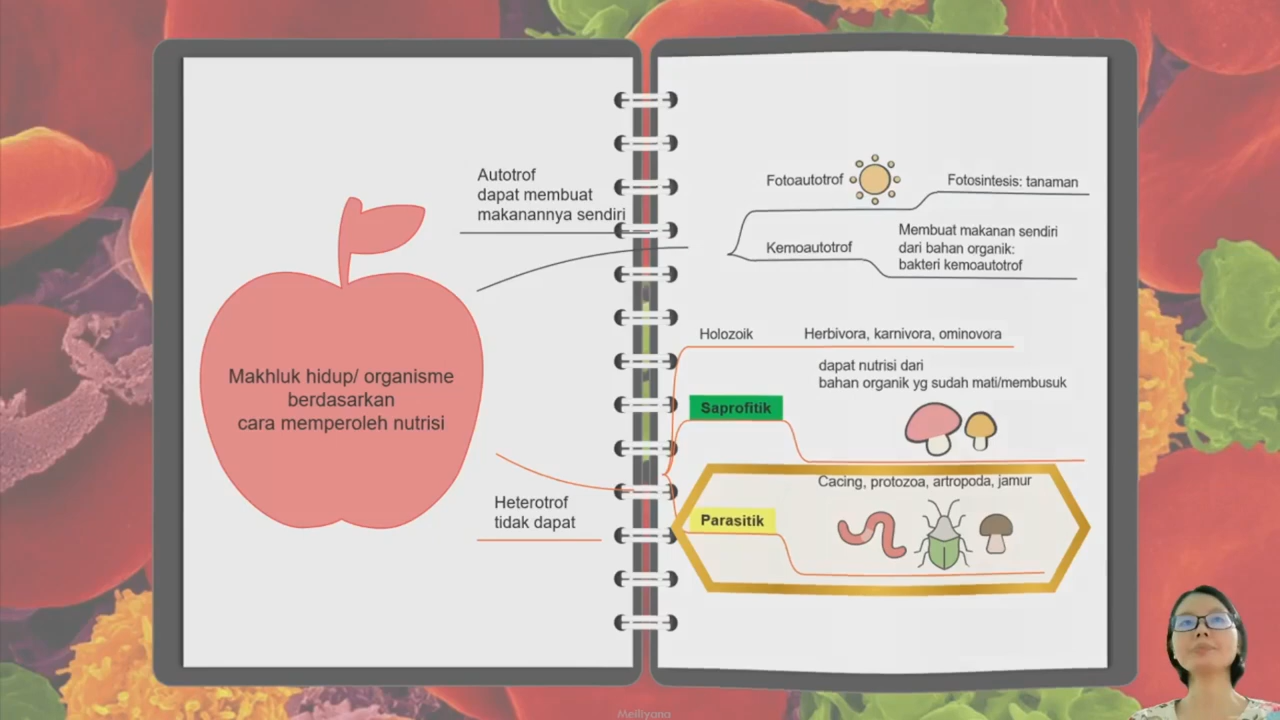 Makhluk hidup/ organisme
berdasarkan
cara memperoleh nutrisi
Autotrof
dapat membuat
makanannya sendiri
Fotoautotrof
Fotosintesis: tanaman
Kemoautotrof
Membuat makanan sendiri
dari bahan organik:
bakteri kemoautotrof
Heterotrof
tidak dapat
Holozoik
Herbivora, karnivora, ominovora
Saprofitik
dapat nutrisi dari
bahan organik yg sudah mati/membusuk
Parasitik
Cacing, protozoa, artropoda, jamur
Meiliyana